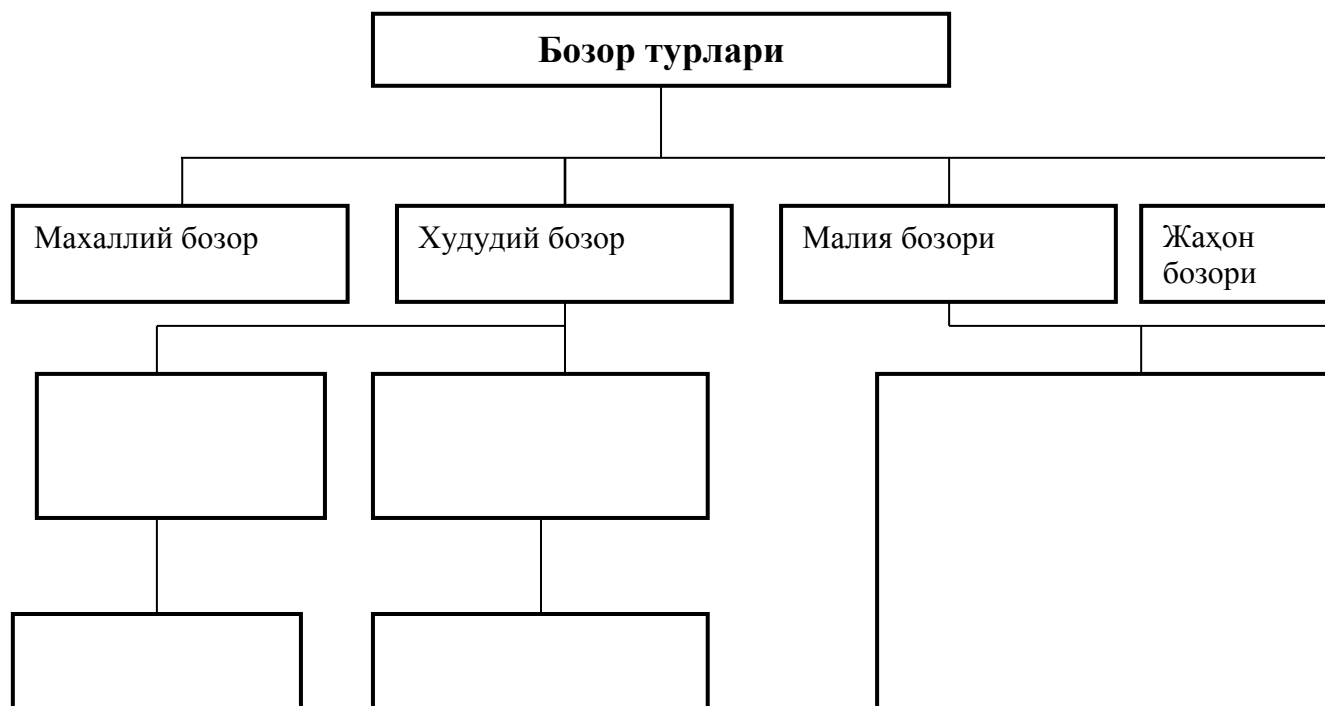 Бозор турлари
Махаллий бозор
Худудий бозор
Малия бозори
Жаҳон
бозори